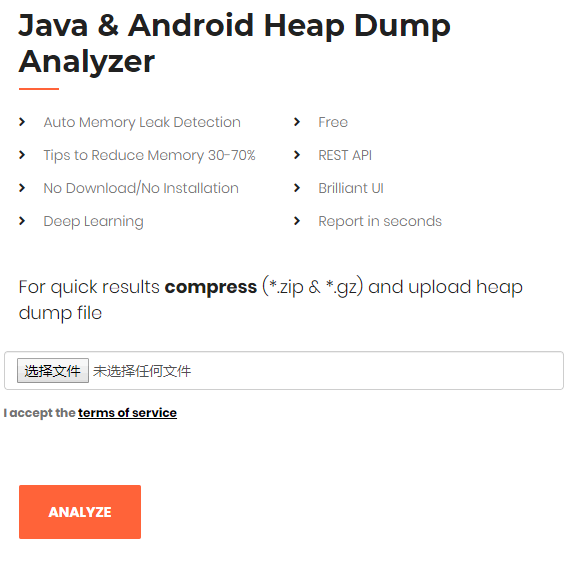 Java & Android Heap Dump
Analyzer
Auto Memory Leak Detection
Free
Tips to Reduce Memory 30-70%
REST API
No Download/No Installation
Brilliant UI
Deep Learning
Report in seconds
For quick results compress (*.zip & *.gz) and upload heap
dump file
选择文件 未选择任何文件
I accept the terms of service
ANALYZE